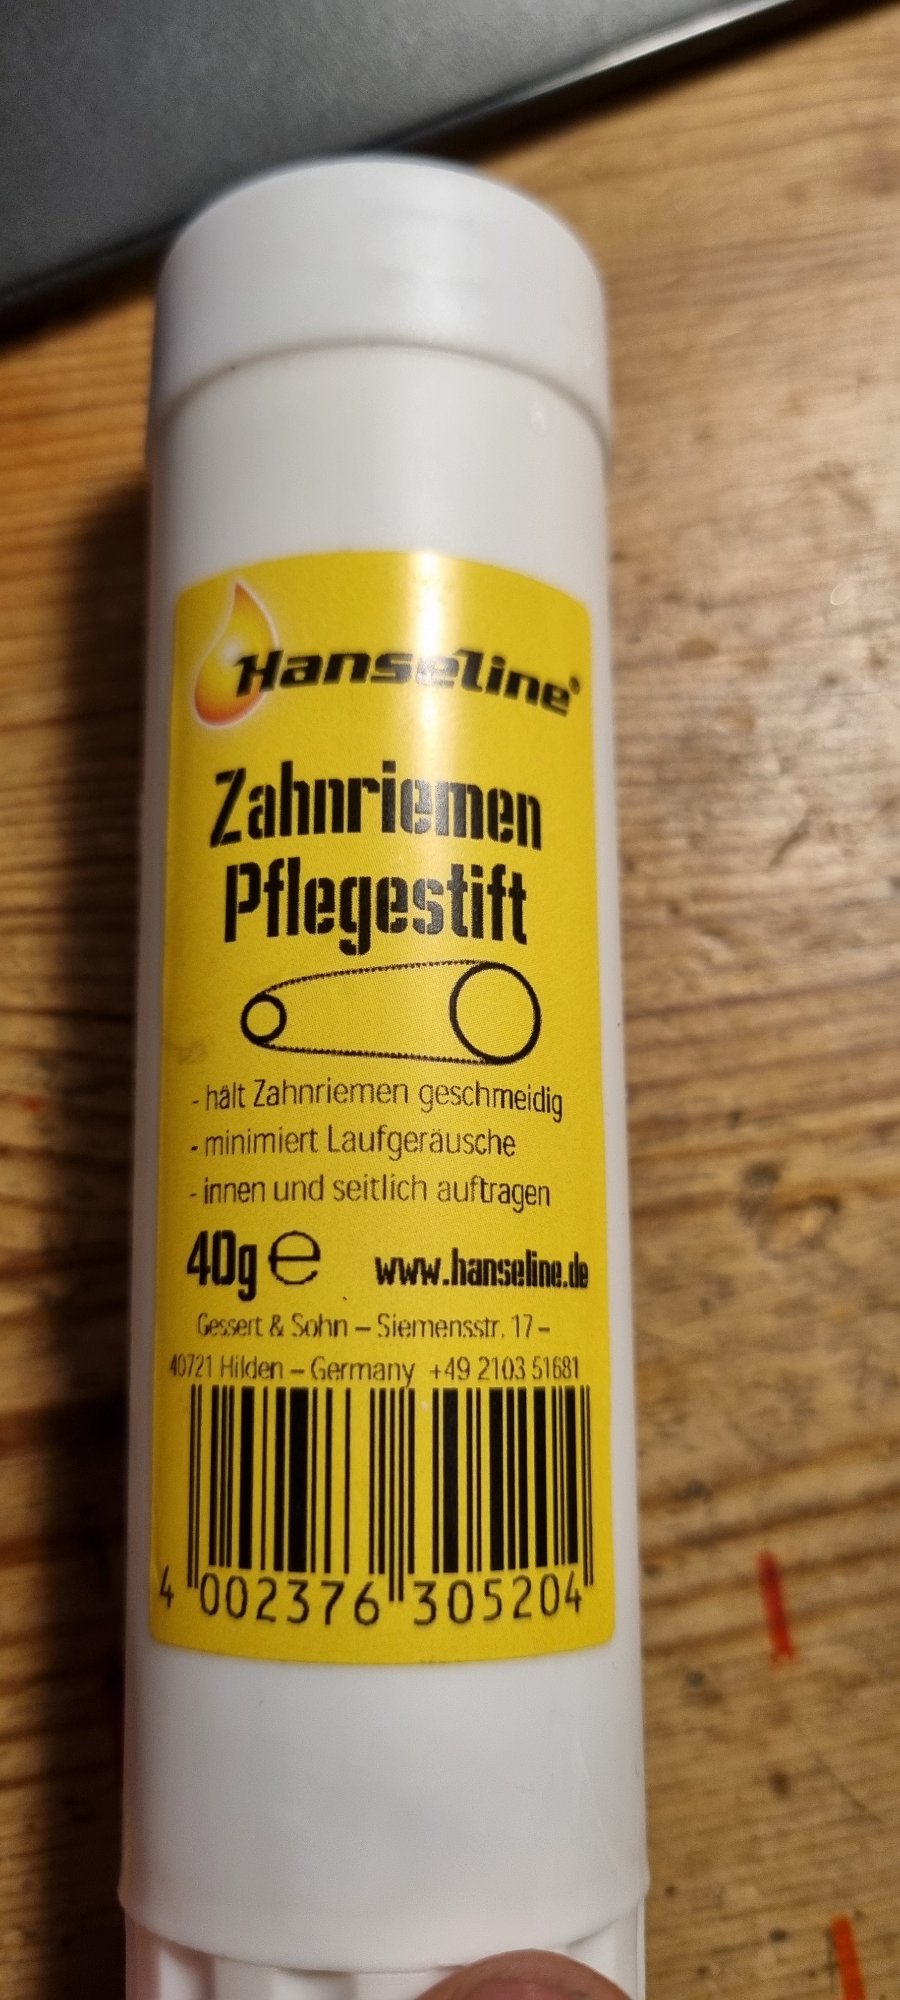 Hanseline®
Zahnriemen
Pflegestift
- hält Zahnriemen geschmeidig
- minimiert Laufgeräusche
- innen und seitlich auftragen
40g ℮ www.hanseline.de
Gessert & Sohn – Siemensstr. 17 –
40721 Hilden – Germany +49 2103 51681
4 002376 305204